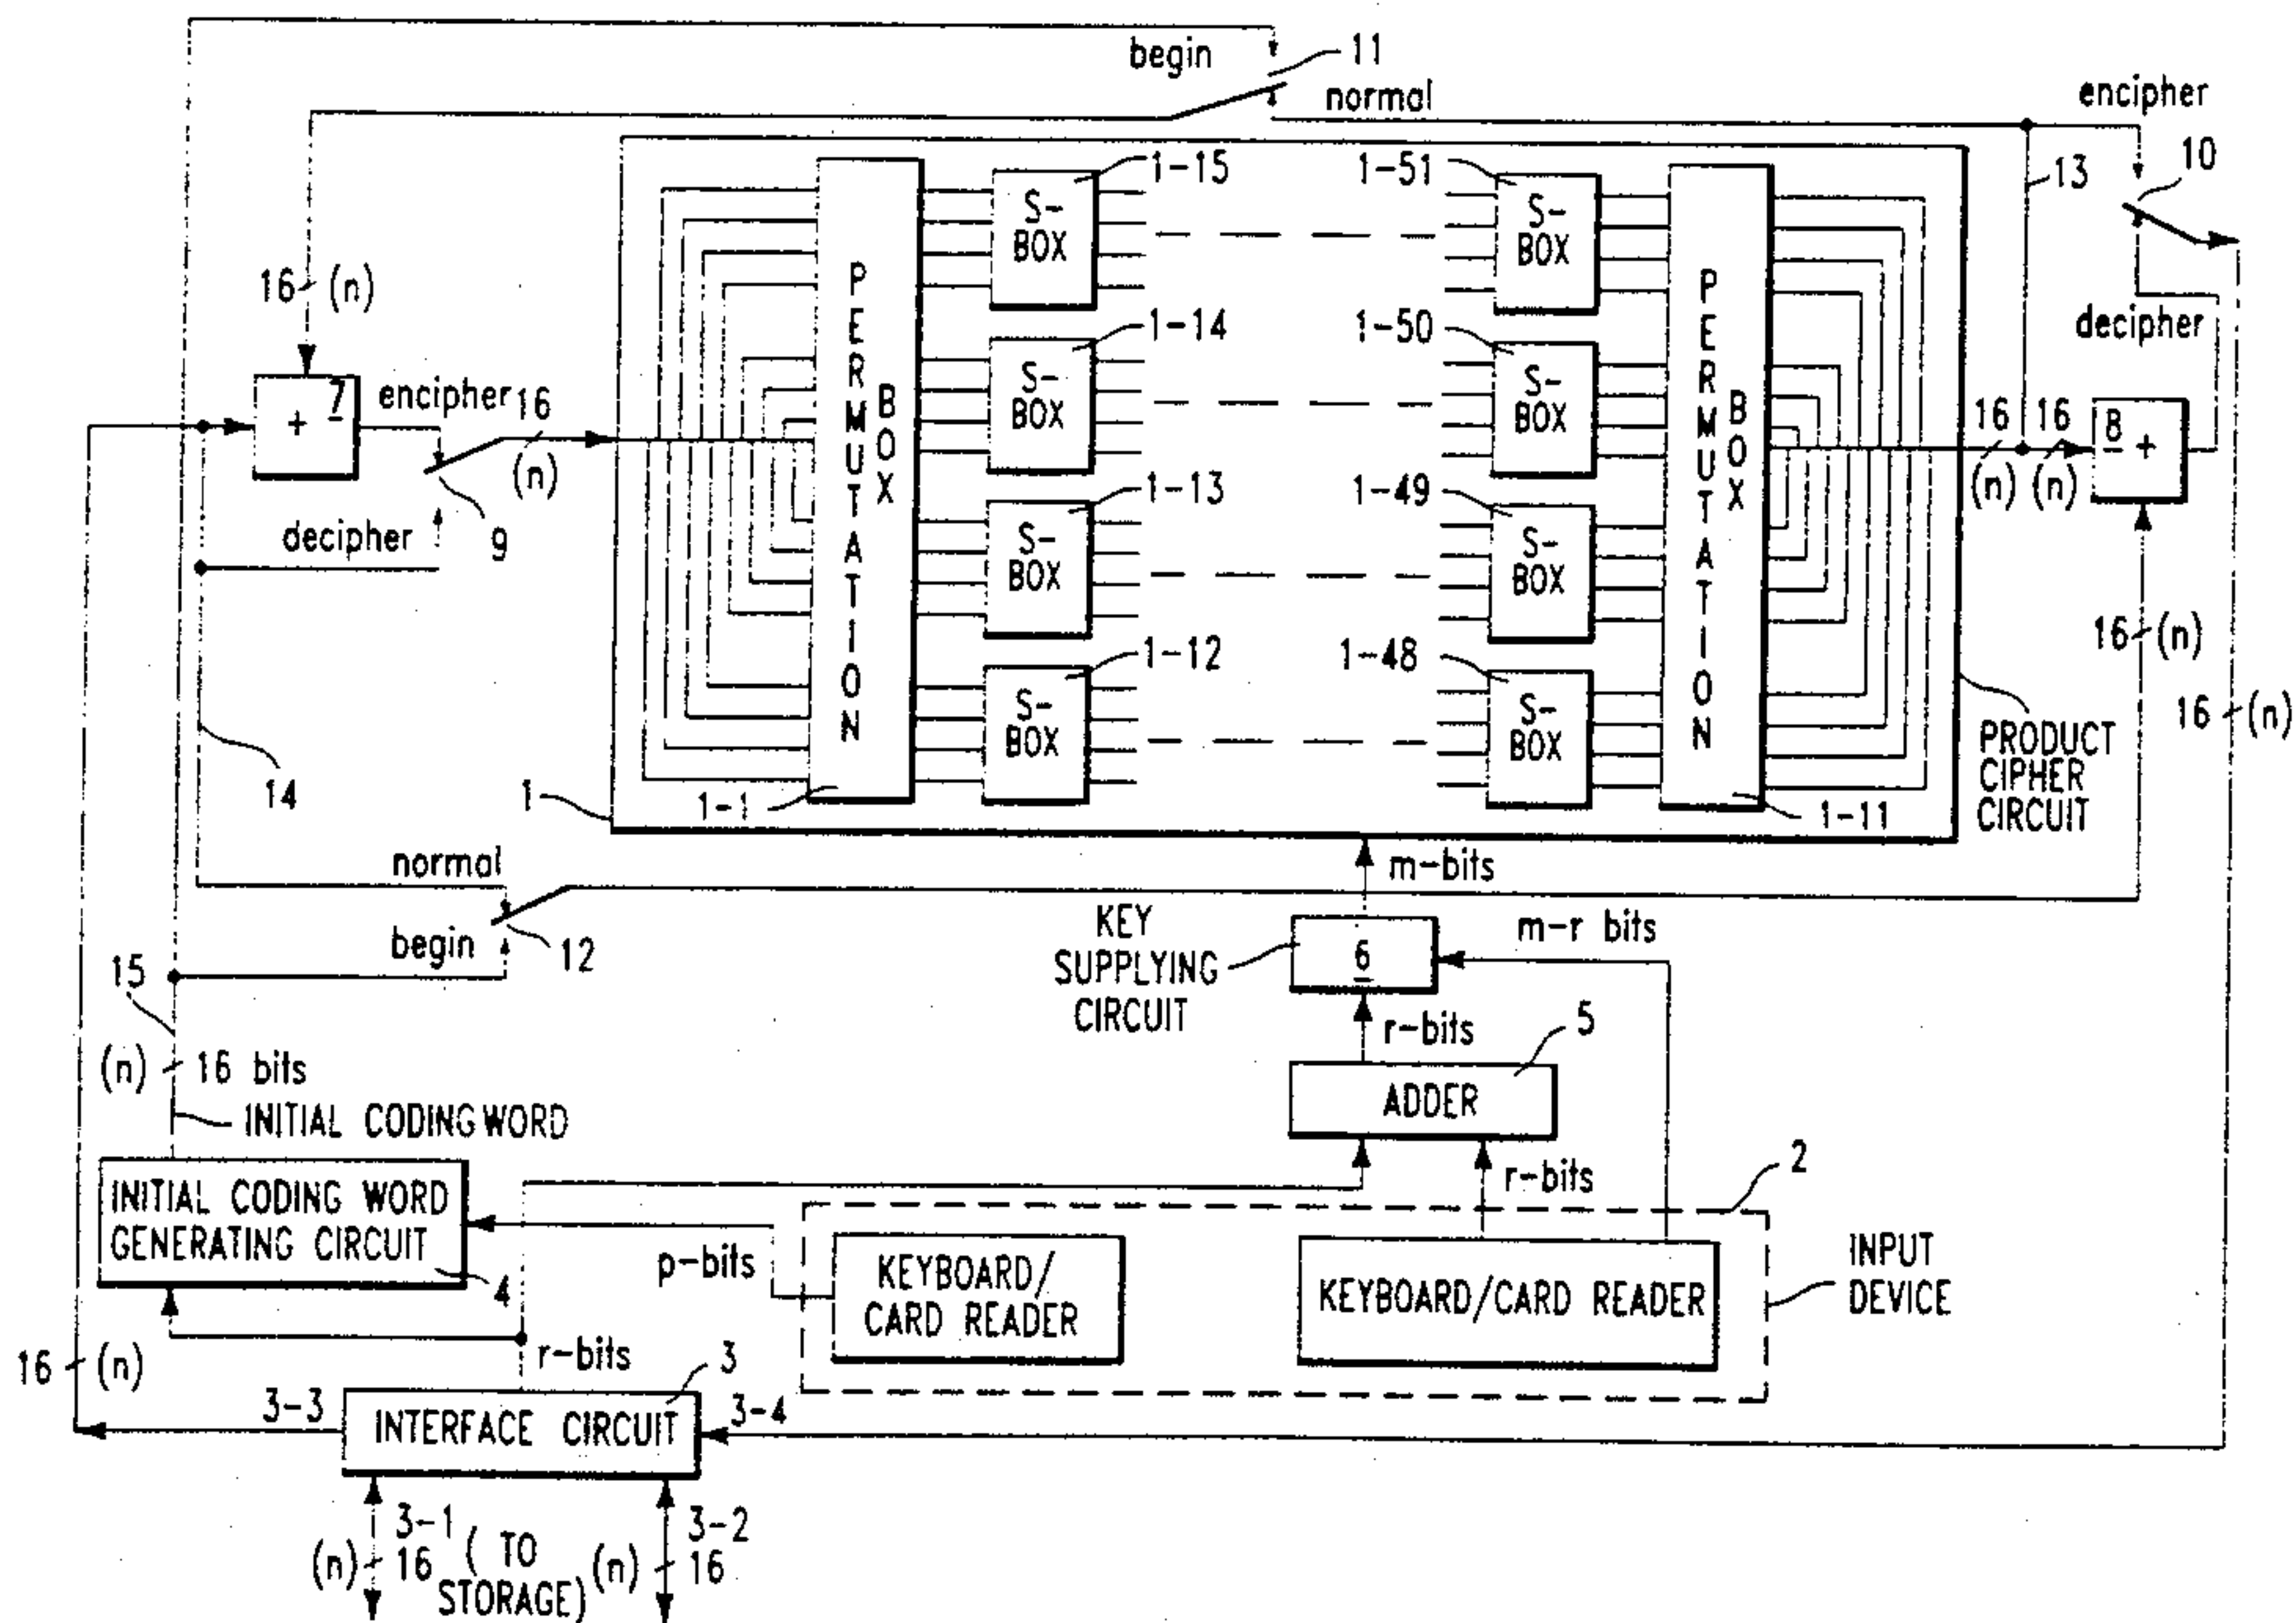 begin
11
normal
encipher
10
13
decipher
1-15
1-51
S-
BOX
S-
BOX
16 (n)
7
+
encipher
16
(n)
decipher
9
PERMUTATION
BOX
1-14
1-50
S-
BOX
S-
BOX
PERMUTATION
BOX
16
(n)
16
(n)
8 +
1-13
1-49
S-
BOX
S-
BOX
16 (n)
1-12
1-48
S-
BOX
S-
BOX
16 (n)
14
1
1-1
1-11
PRODUCT
CIPHER
CIRCUIT
normal
begin
12
m-bits
KEY
SUPPLYING
CIRCUIT
6
m-r bits
15
(n) 16 bits
INITIAL CODING WORD
r-bits
5
ADDER
INITIAL CODING WORD
GENERATING CIRCUIT
4
p-bits
r-bits
2
KEYBOARD/
CARD READER
KEYBOARD/CARD READER
INPUT
DEVICE
16 (n)
r-bits
3
3-3
INTERFACE CIRCUIT
3-4
3-1
(n) 16 ( TO
STORAGE)
3-2
(n) 16